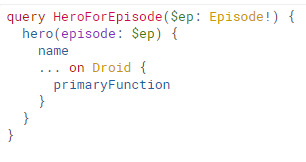 query HeroForEpisode($ep: Episode!) {
  hero(episode: $ep) {
    name
    ... on Droid {
      primaryFunction
    }
  }
}